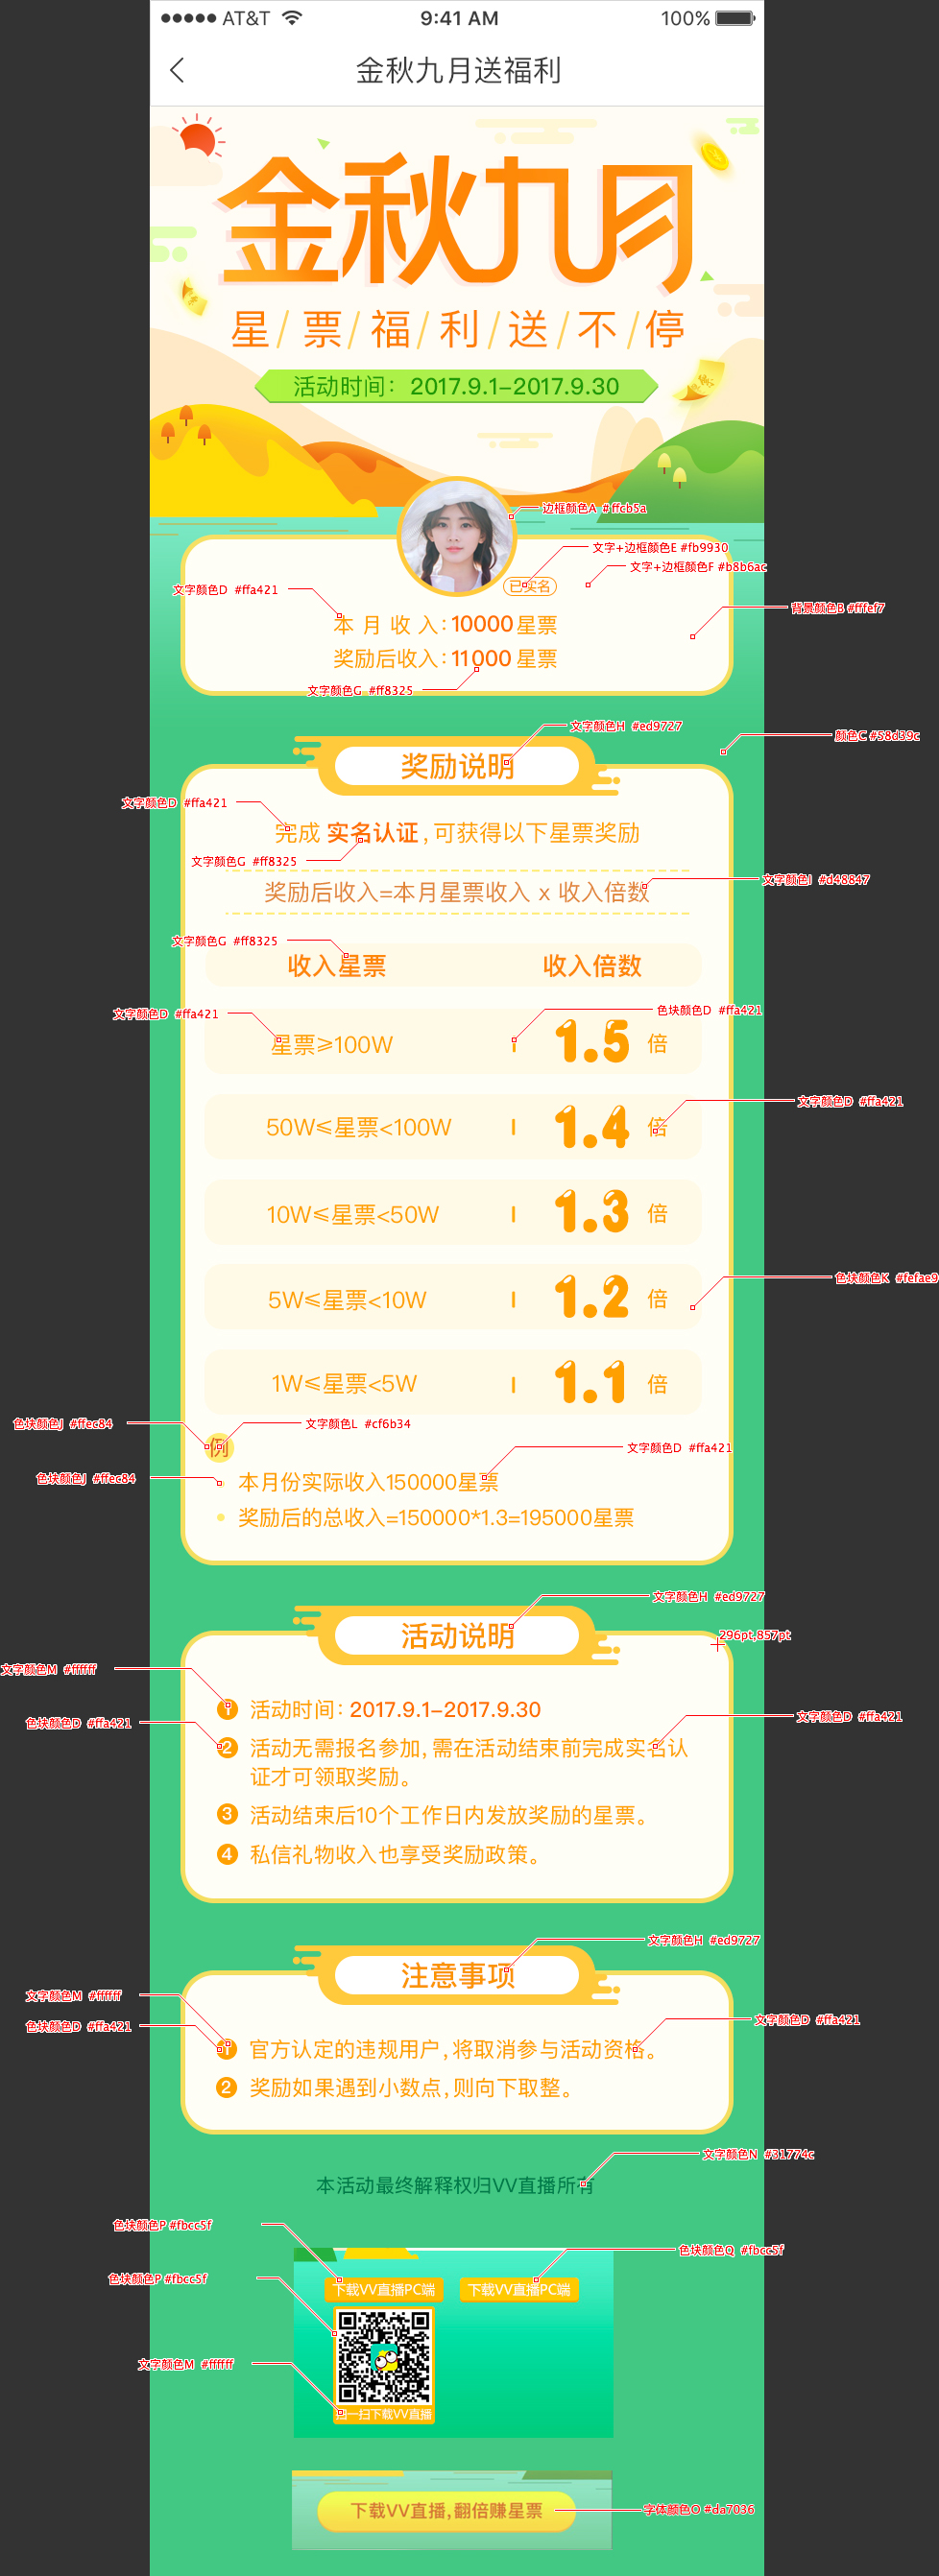 ●●●●● AT&T 9:41 AM 100%
金秋九月送福利
金秋九月
星/票/福/利/送/不/停
活动时间：2017.9.1-2017.9.30
边框颜色A #ffcb5a
文字+边框颜色E #fb9930
已实名
文字+边框颜色F #b8b6ac
文字颜色D #ffa421
背景颜色B #fffef7
本月收入：10000星票
奖励后收入：11000星票
文字颜色G #ff8325
文字颜色H #ed9727
颜色C #58d39c
奖励说明
文字颜色D #ffa421
完成 实名认证，可获得以下星票奖励
文字颜色G #ff8325
文字颜色I #d48847
奖励后收入=本月星票收入 x 收入倍数
文字颜色G #ff8325
收入星票 收入倍数
文字颜色D #ffa421
色块颜色D #ffa421
星票≥100W 1.5 倍
文字颜色D #ffa421
50W≤星票<100W 1.4 倍
10W≤星票<50W 1.3 倍
色块颜色K #fefae9
5W≤星票<10W 1.2 倍
1W≤星票<5W 1.1 倍
色块颜色J #ffec84
文字颜色L #cf6b34
例
文字颜色D #ffa421
色块颜色J #ffec84
本月份实际收入150000星票
奖励后的总收入=150000*1.3=195000星票
文字颜色H #ed9727
活动说明
296pt,857pt
文字颜色M #ffffff
1 活动时间：2017.9.1-2017.9.30
色块颜色D #ffa421
文字颜色D #ffa421
2 活动无需报名参加，需在活动结束前完成实名认
证才可领取奖励。
3 活动结束后10个工作日内发放奖励的星票。
4 私信礼物收入也享受奖励政策。
文字颜色H #ed9727
注意事项
文字颜色M #ffffff
色块颜色D #ffa421
文字颜色D #ffa421
1 官方认定的违规用户，将取消参与活动资格。
2 奖励如果遇到小数点，则向下取整。
文字颜色N #31774c
本活动最终解释权归VV直播所有
色块颜色P #fbcc5f
色块颜色Q #fbcc5f
色块颜色P #fbcc5f
下载VV直播PC端 下载VV直播PC端
文字颜色M #ffffff
扫一扫下载VV直播
下载VV直播，翻倍赚星票
字体颜色O #da7036